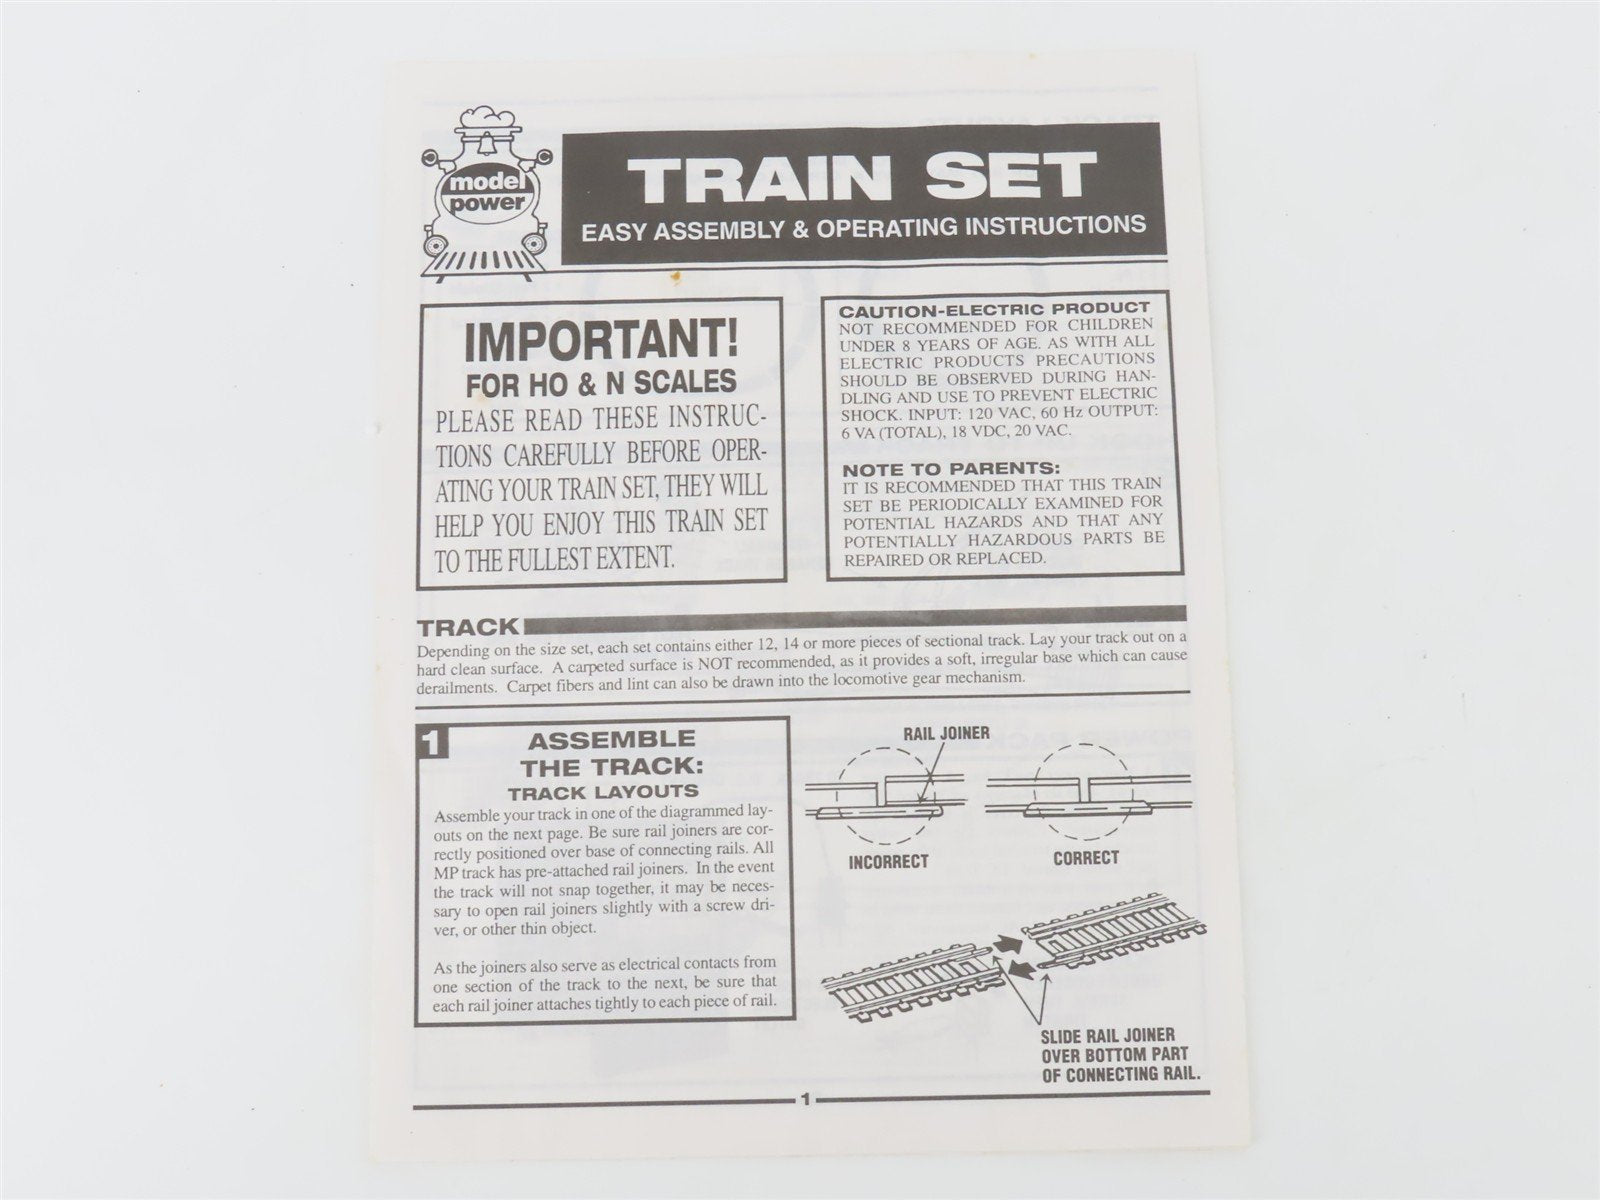 model
power
TRAIN SET
EASY ASSEMBLY & OPERATING INSTRUCTIONS
IMPORTANT!
FOR HO & N SCALES
PLEASE READ THESE INSTRUC-
TIONS CAREFULLY BEFORE OPER-
ATING YOUR TRAIN SET, THEY WILL
HELP YOU ENJOY THIS TRAIN SET
TO THE FULLEST EXTENT.
CAUTION-ELECTRIC PRODUCT
NOT RECOMMENDED FOR CHILDREN
UNDER 8 YEARS OF AGE. AS WITH ALL
ELECTRIC PRODUCTS PRECAUTIONS
SHOULD BE OBSERVED DURING HAN-
DLING AND USE TO PREVENT ELECTRIC
SHOCK. INPUT: 120 VAC, 60 Hz OUTPUT:
6 VA (TOTAL), 18 VDC, 20 VAC.
NOTE TO PARENTS:
IT IS RECOMMENDED THAT THIS TRAIN
SET BE PERIODICALLY EXAMINED FOR
POTENTIAL HAZARDS AND THAT ANY
POTENTIALLY HAZARDOUS PARTS BE
REPAIRED OR REPLACED.
TRACK
Depending on the size set, each set contains either 12, 14 or more pieces of sectional track. Lay your track out on a
hard clean surface. A carpeted surface is NOT recommended, as it provides a soft, irregular base which can cause
derailments. Carpet fibers and lint can also be drawn into the locomotive gear mechanism.
1
ASSEMBLE
THE TRACK:
TRACK LAYOUTS
Assemble your track in one of the diagrammed lay-
outs on the next page. Be sure rail joiners are cor-
rectly positioned over base of connecting rails. All
MP track has pre-attached rail joiners. In the event
the track will not snap together, it may be neces-
sary to open rail joiners slightly with a screw dri-
ver, or other thin object.
As the joiners also serve as electrical contacts from
one section of the track to the next, be sure that
each rail joiner attaches tightly to each piece of rail.
RAIL JOINER
INCORRECT
CORRECT
SLIDE RAIL JOINER
OVER BOTTOM PART
OF CONNECTING RAIL.
1